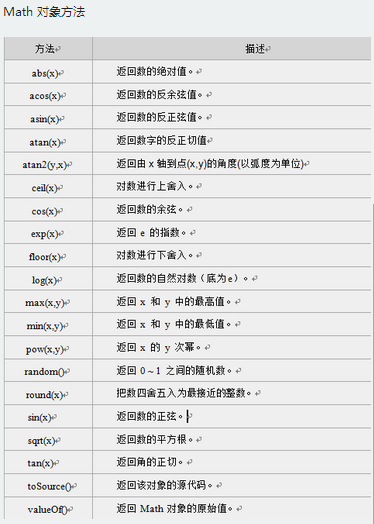 Math 对象方法
方法 描述
abs(x) 返回数的绝对值。
acos(x) 返回数的反余弦值。
asin(x) 返回数的反正弦值。
atan(x) 返回数字的反正切值
atan2(y,x) 返回由 x 轴到点(x,y)的角度(以弧度为单位)
ceil(x) 对数进行上舍入。
cos(x) 返回数的余弦。
exp(x) 返回 e 的指数。
floor(x) 对数进行下舍入。
log(x) 返回数的自然对数（底为e）。
max(x,y) 返回 x 和 y 中的最高值。
min(x,y) 返回 x 和 y 中的最低值。
pow(x,y) 返回 x 的 y 次幂。
random() 返回 0 ~ 1 之间的随机数。
round(x) 把数四舍五入为最接近的整数。
sin(x) 返回数的正弦。
sqrt(x) 返回数的平方根。
tan(x) 返回角的正切。
toSource() 返回该对象的源代码。
valueOf() 返回 Math 对象的原始值。